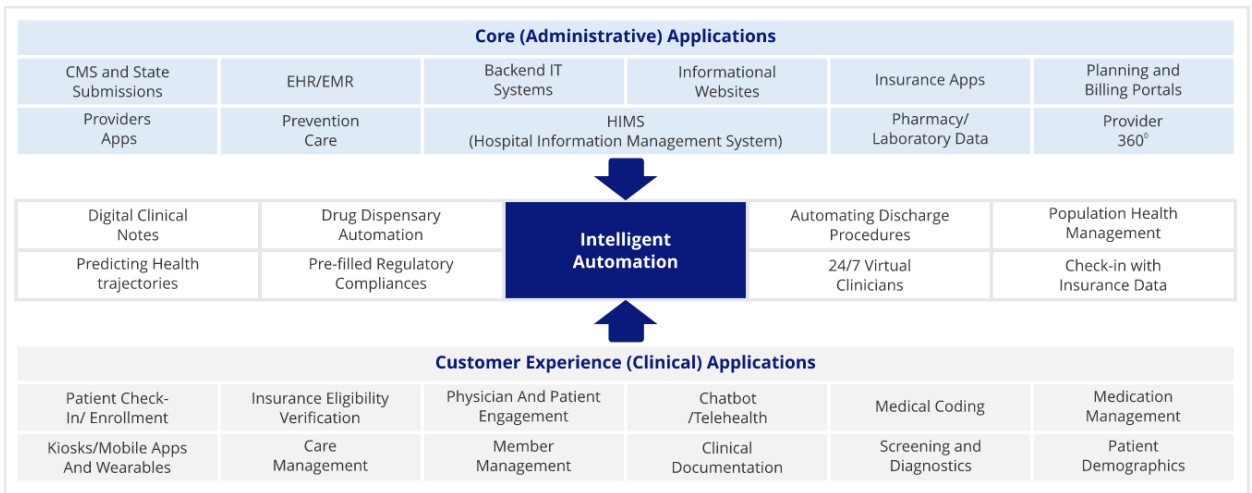 Core (Administrative) Applications
CMS and State
Submissions
EHR/EMR
Backend IT
Systems
Informational
Websites
Insurance Apps
Planning and
Billing Portals
Providers
Apps
Prevention
Care
HIMS
(Hospital Information Management System)
Pharmacy/
Laboratory Data
Provider
360⁰
Digital Clinical
Notes
Drug Dispensary
Automation
Intelligent
Automation
Automating Discharge
Procedures
Population Health
Management
Predicting Health
trajectories
Pre-filled Regulatory
Compliances
24/7 Virtual
Clinicians
Check-in with
Insurance Data
Customer Experience (Clinical) Applications
Patient Check-
In/ Enrollment
Insurance Eligibility
Verification
Physician And Patient
Engagement
Chatbot
/Telehealth
Medical Coding
Medication
Management
Kiosks/Mobile Apps
And Wearables
Care
Management
Member
Management
Clinical
Documentation
Screening and
Diagnostics
Patient
Demographics